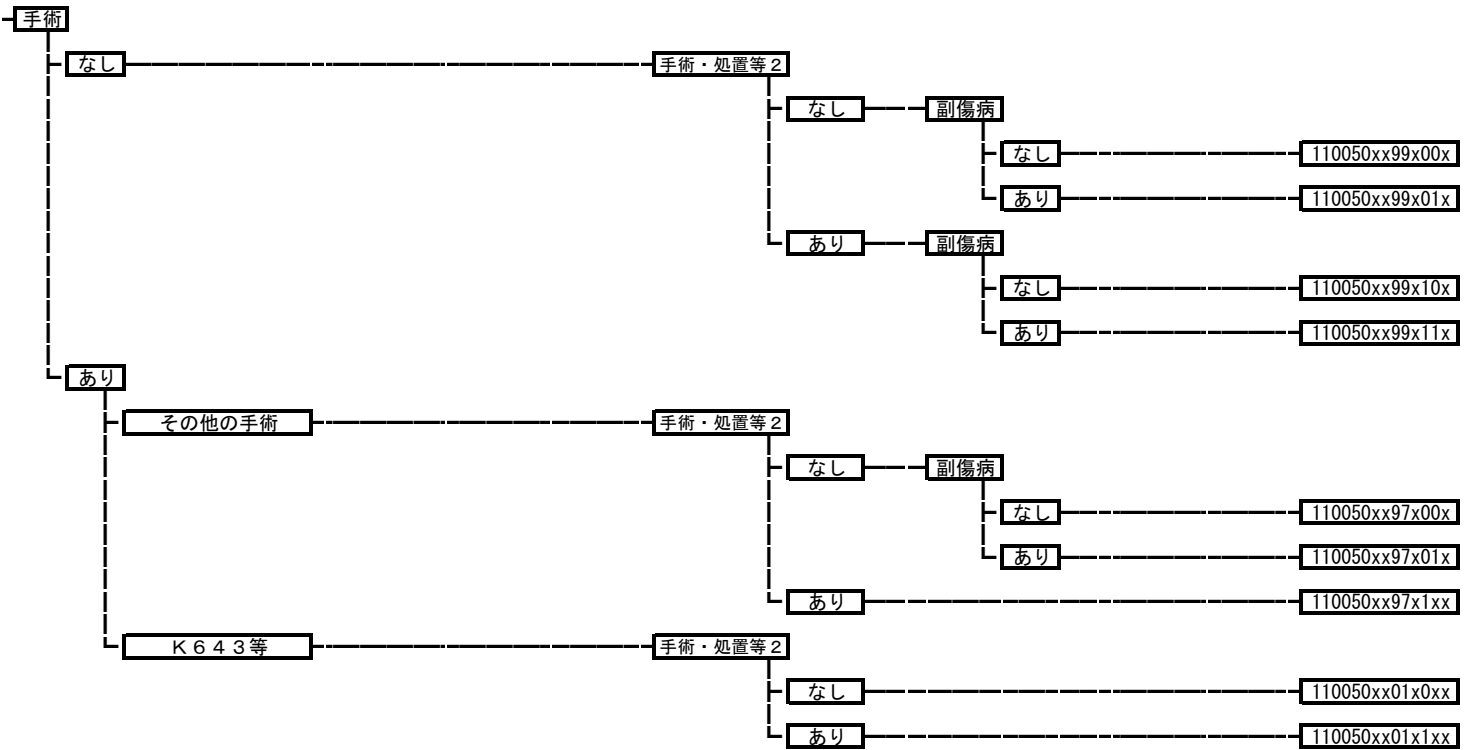 手術
なし 手術・処置等２
なし 副傷病
なし 110050xx99x00x
あり 110050xx99x01x
あり 副傷病
なし 110050xx99x10x
あり 110050xx99x11x
あり
その他の手術 手術・処置等２
なし 副傷病
なし 110050xx97x00x
あり 110050xx97x01x
あり 110050xx97x1xx
Ｋ６４３等 手術・処置等２
なし 110050xx01x0xx
あり 110050xx01x1xx